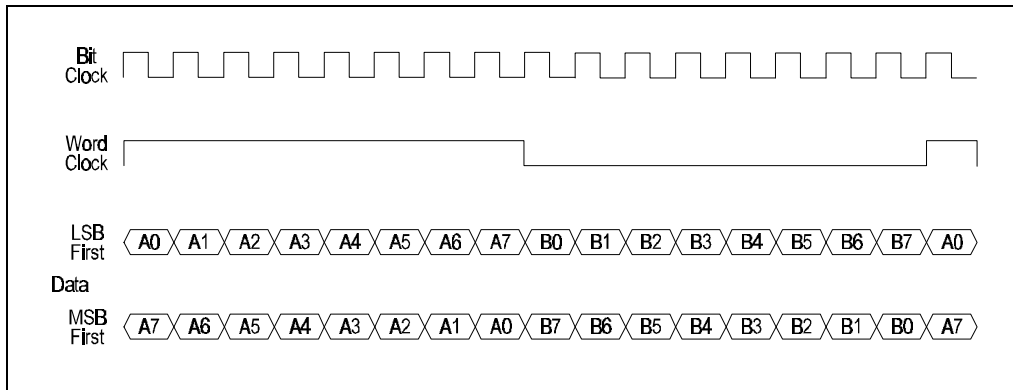 Bit
Clock
Word
Clock
LSB
First
A0 A1 A2 A3 A4 A5 A6 A7 B0 B1 B2 B3 B4 B5 B6 B7 A0
Data
MSB
First
A7 A6 A5 A4 A3 A2 A1 A0 B7 B6 B5 B4 B3 B2 B1 B0 A7